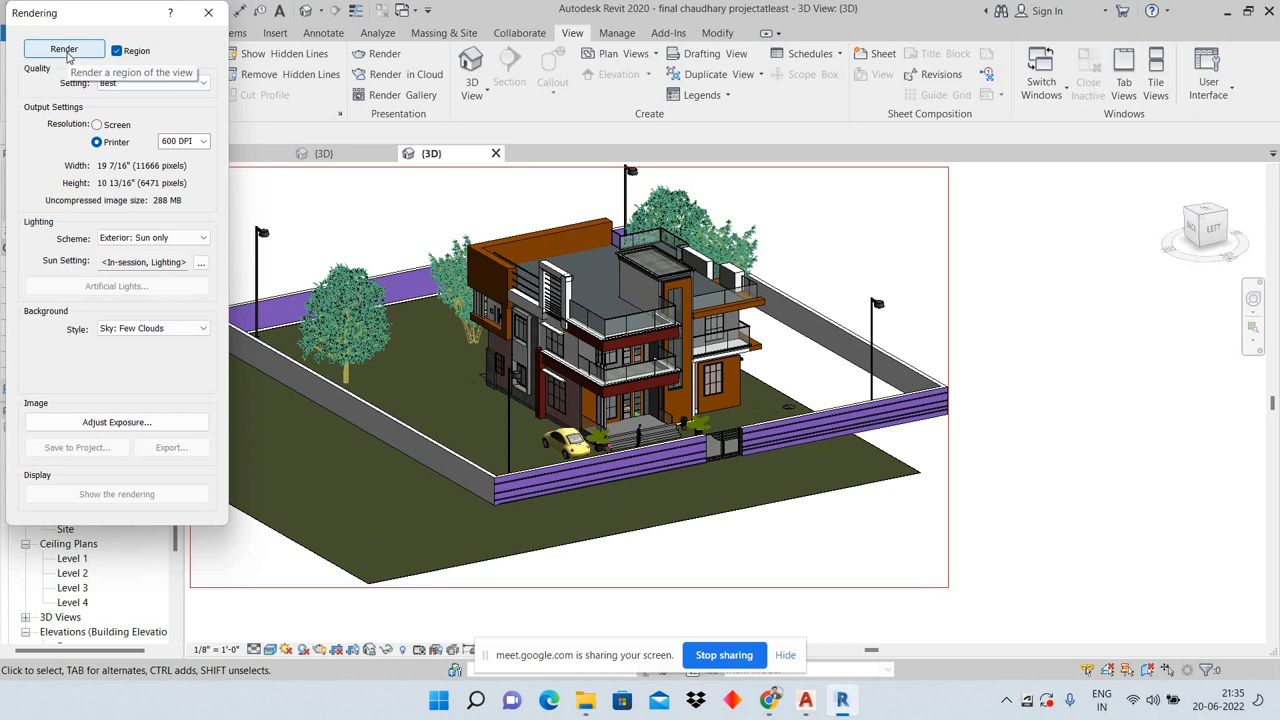 Rendering
Autodesk Revit 2020 - final chaudhary projectatleast - 3D View: {3D}
Sign In
Insert
Annotate
Analyze
Massing & Site
Collaborate
View
Manage
Add-Ins
Modify
Render
Region
Render a region of the view
Quality
Setting:
Best
Output Settings
Resolution:
Screen
Printer
600 DPI
Width:
19 7/16" (11666 pixels)
Height:
10 13/16" (6471 pixels)
Uncompressed image size:
288 MB
Lighting
Scheme:
Exterior: Sun only
Sun Setting:
<In-session, Lighting>
...
Artificial Lights...
Background
Style:
Sky: Few Clouds
Image
Adjust Exposure...
Save to Project...
Export...
Display
Show the rendering
Show Hidden Lines
Remove Hidden Lines
Cut Profile
Render
Render in Cloud
Render Gallery
Presentation
3D
View
Section
Callout
Plan Views
Elevation
Drafting View
Duplicate View
Legends
Create
Schedules
Scope Box
Sheet
Title Block
Revisions
Guide Grid
Sheet Composition
Switch
Windows
Close
Inactive
Tab
Views
Tile
Views
Windows
User
Interface
{3D}
{3D}
LEFT
Site
Ceiling Plans
Level 1
Level 2
Level 3
Level 4
3D Views
Elevations (Building Elevatio
1/8" = 1'-0"
meet.google.com is sharing your screen.
Stop sharing
Hide
Click to select, TAB for alternates, CTRL adds, SHIFT unselects.
:0
ENG
IN
21:35
20-06-2022